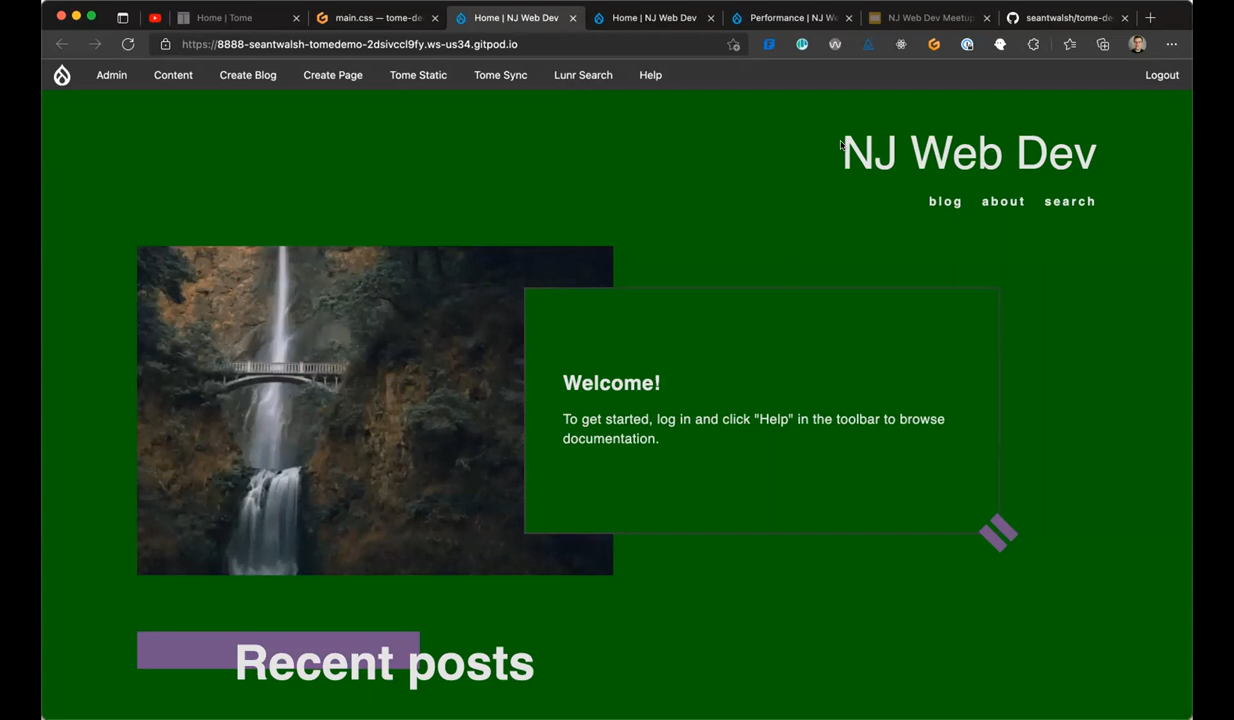 Home | Tome
main.css — tome-de
Home | NJ Web Dev
Home | NJ Web Dev
Performance | NJ We
NJ Web Dev Meetup
seantwalsh/tome-de
https://8888-seantwalsh-tomedemo-2dsivccl9fy.ws-us34.gitpod.io
Admin
Content
Create Blog
Create Page
Tome Static
Tome Sync
Lunr Search
Help
Logout
NJ Web Dev
blog
about
search
Welcome!
To get started, log in and click "Help" in the toolbar to browse
documentation.
Recent posts